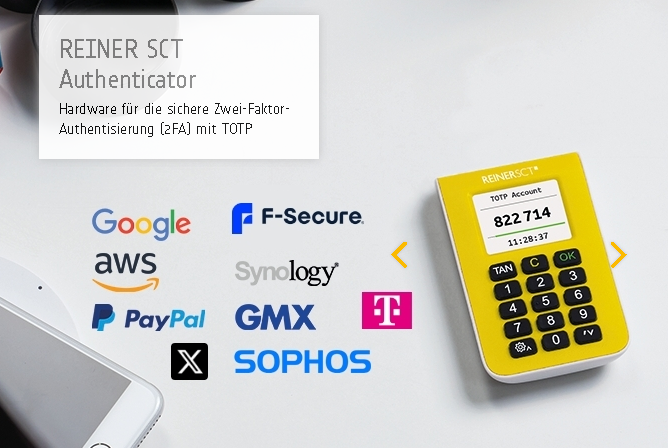 REINER SCT
Authenticator
Hardware für die sichere Zwei-Faktor-
Authentisierung (2FA) mit TOTP
Google
F-Secure.
aws
Synology®
PayPal
GMX
T
X
SOPHOS
REINERSCT®
TOTP Account
822 714
11:28:37
TAN C OK
1 2 3
4 5 6
7 8 9
0